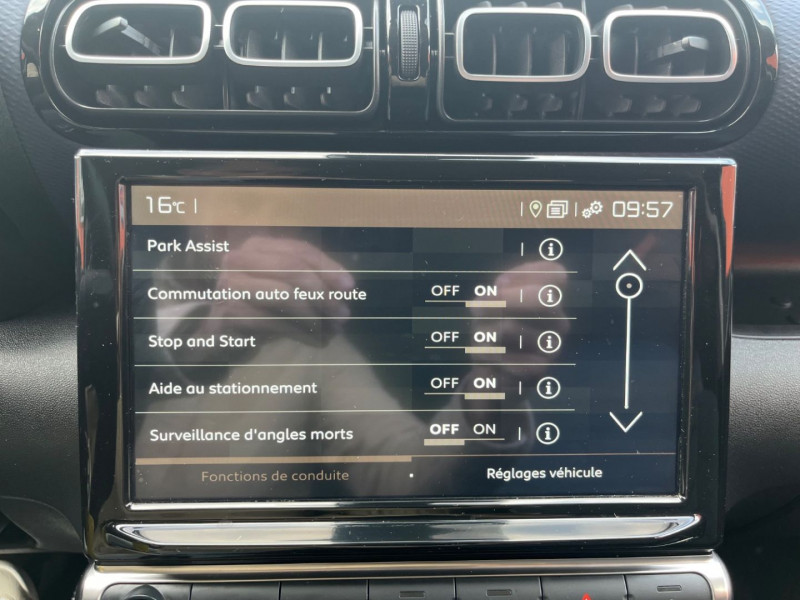 16°C 09:57
Park Assist
Commutation auto feux route OFF ON
Stop and Start OFF ON
Aide au stationnement OFF ON
Surveillance d'angles morts OFF ON
Fonctions de conduite Réglages véhicule